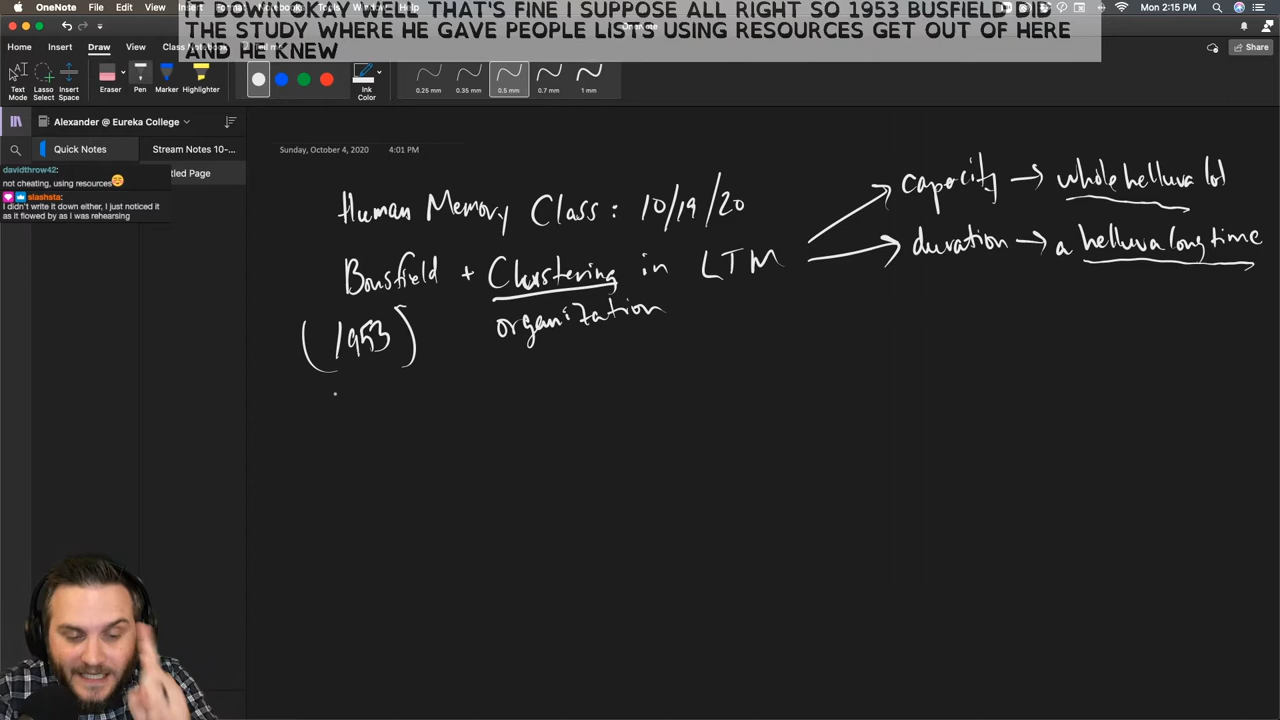 IT DOWN OKAY WELL THAT'S FINE I SUPPOSE ALL RIGHT SO 1953 BUSFIELD DID
THE STUDY WHERE HE GAVE PEOPLE LIST USING RESOURCES GET OUT OF HERE
AND HE KNEW
OneNote File Edit View
Mon 2:15 PM
Home Insert Draw Class Notebook
Share
Text Mode
Lasso Select
Insert Space
Eraser
Pen
Marker
Highlighter
Ink Color
0.25 mm
0.35 mm
0.5 mm
0.7 mm
1 mm
Alexander @ Eureka College
Quick Notes
Stream Notes 10-...
Sunday, October 4, 2020 4:01 PM
davidthrow42:
not cheating, using resources
slashsta:
I didn't write it down either, I just noticed it
as it flowed by as I was rehearsing
Human Memory Class: 10/19/20
capacity → whole helluva lot
duration → a helluva long time
Bousfield + Clustering in LTM
organization
(1953)